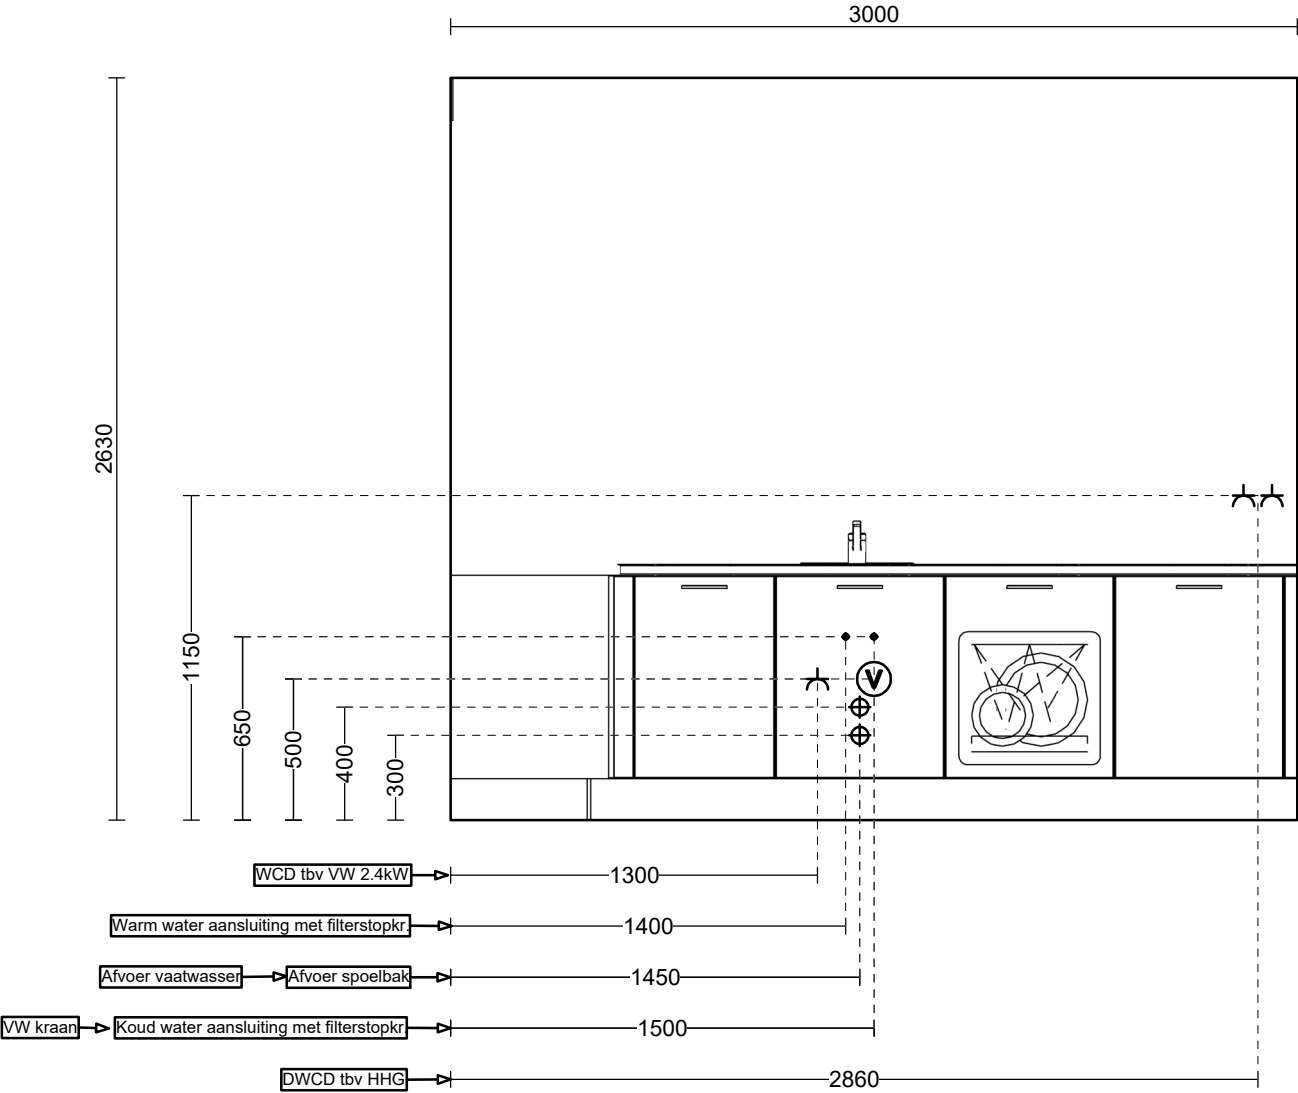 3000
2630
1150
650
500
400
300
V
WCD tbv VW 2.4kW
1300
Warm water aansluiting met filterstopkr.
1400
Afvoer vaatwasser
Afvoer spoelbak
1450
VW kraan
Koud water aansluiting met filterstopkr
1500
DWCD tbv HHG
2860